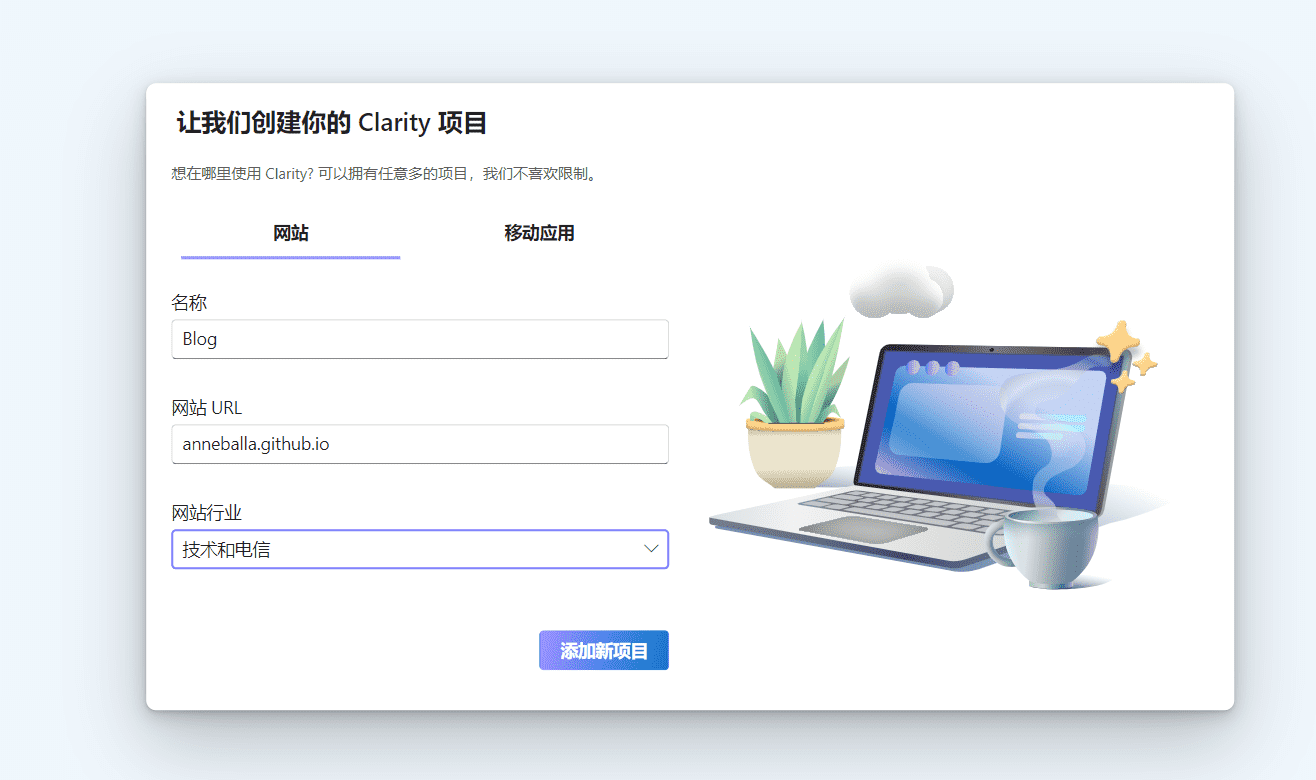 让我们创建你的 Clarity 项目
想在哪里使用 Clarity? 可以拥有任意多的项目，我们不喜欢限制。
网站 移动应用
名称
Blog
网站 URL
anneballa.github.io
网站行业
技术和电信
添加新项目